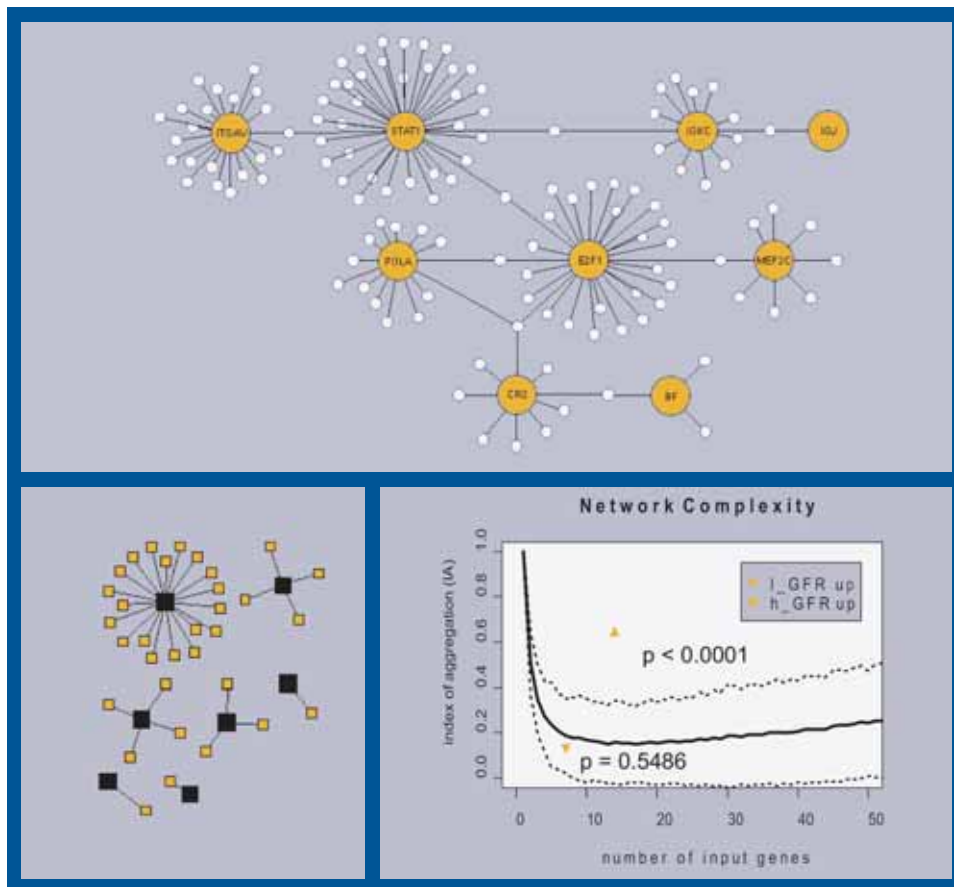 ITGAV
STAT1
IGKC
IGJ
POLA
E2F1
MEF2C
CR2
BF
Network Complexity
Index of aggregation (IA)
1.0
0.8
0.6
0.4
0.2
0.0
l_GFR up
h_GFR up
p < 0.0001
p = 0.5486
0 10 20 30 40 50
number of input genes